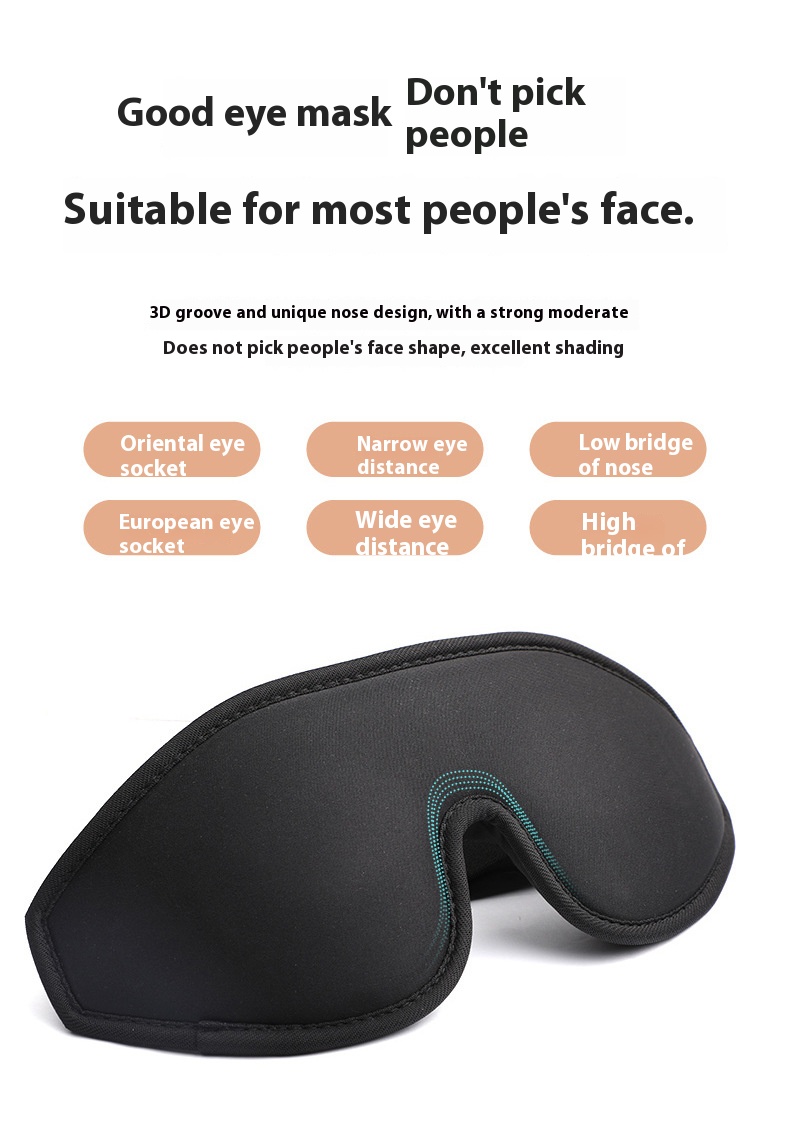 Good eye mask
Don't pick
people
Suitable for most people's face.
3D groove and unique nose design, with a strong moderate
Does not pick people's face shape, excellent shading
Oriental eye
socket
Narrow eye
distance
Low bridge
of nose
European eye
socket
Wide eye
distance
High
bridge of